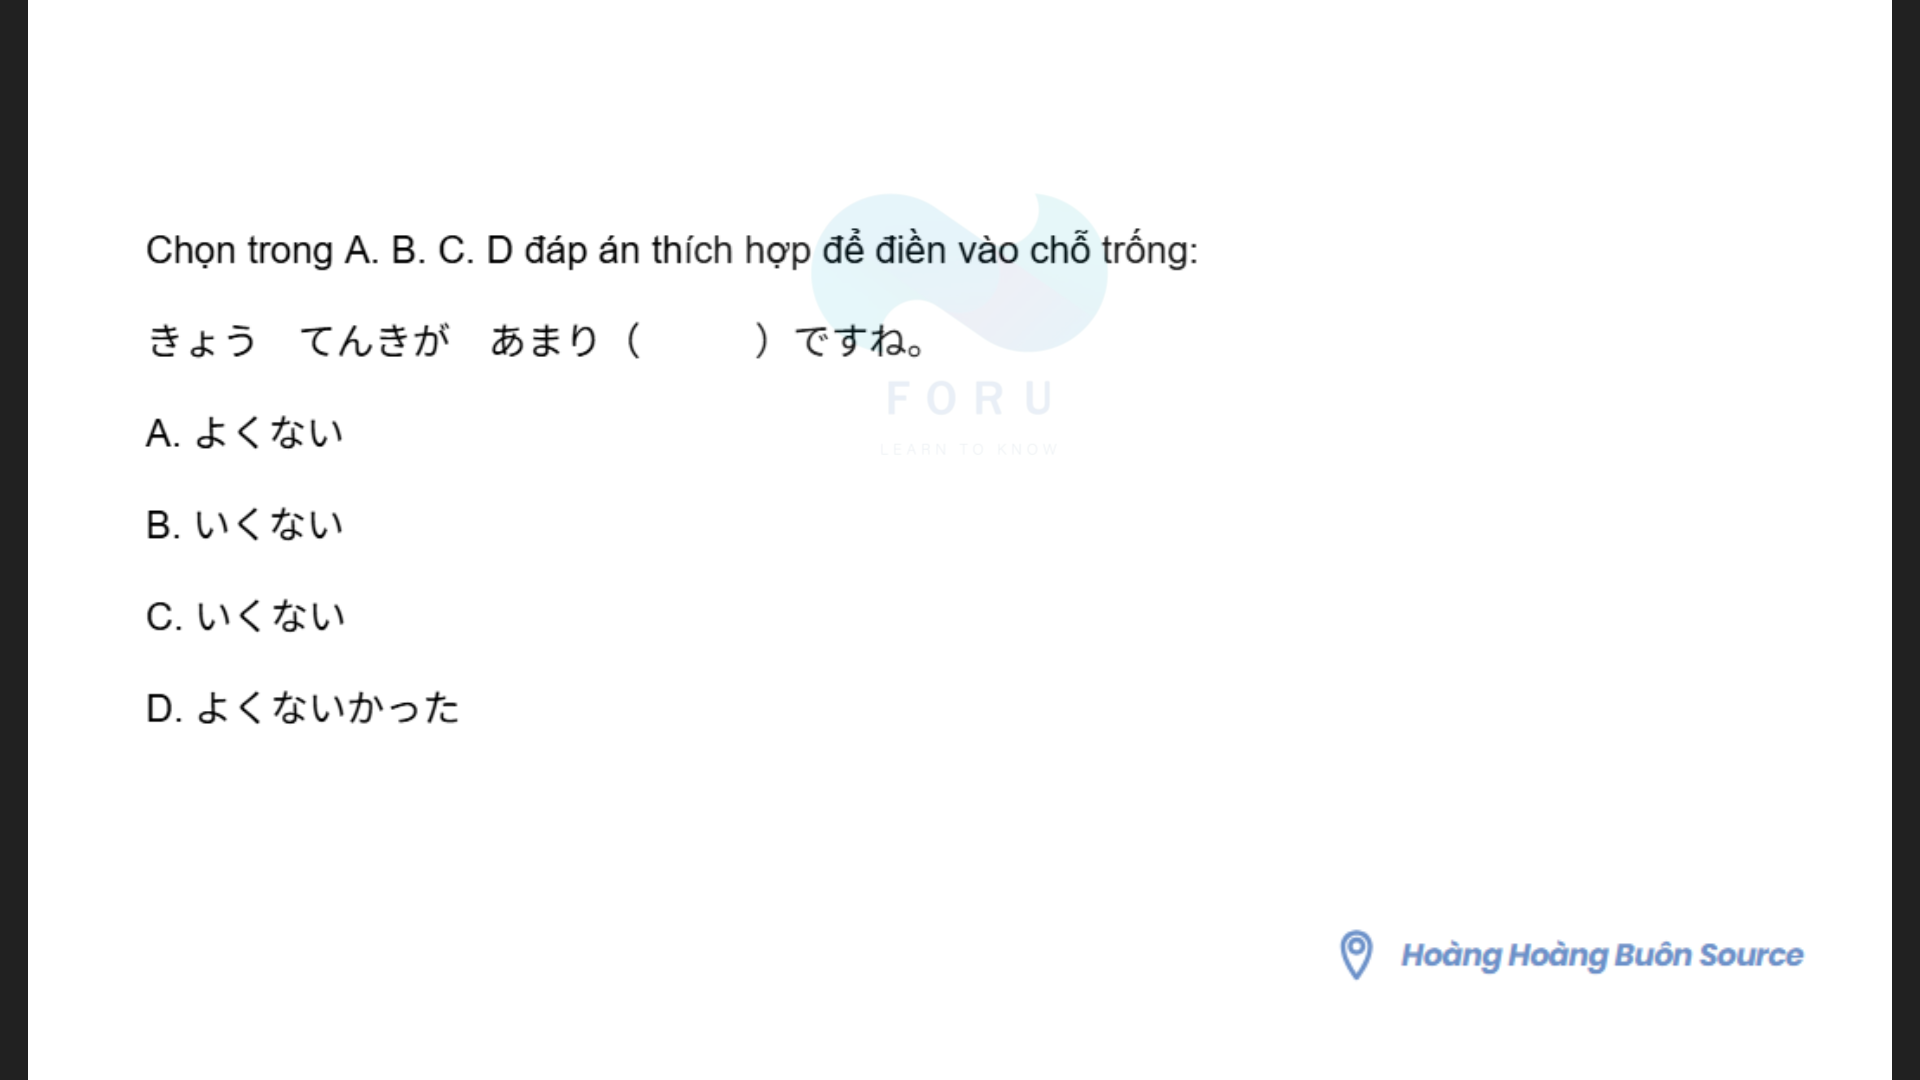 Chọn trong A. B. C. D đáp án thích hợp để điền vào chỗ trống:
きょう　てんきが　あまり（　　　）ですね。
FORU
LEARN TO KNOW
A. よくない
B. いくない
C. いくない
D. よくないかった
Hoàng Hoàng Buôn Source